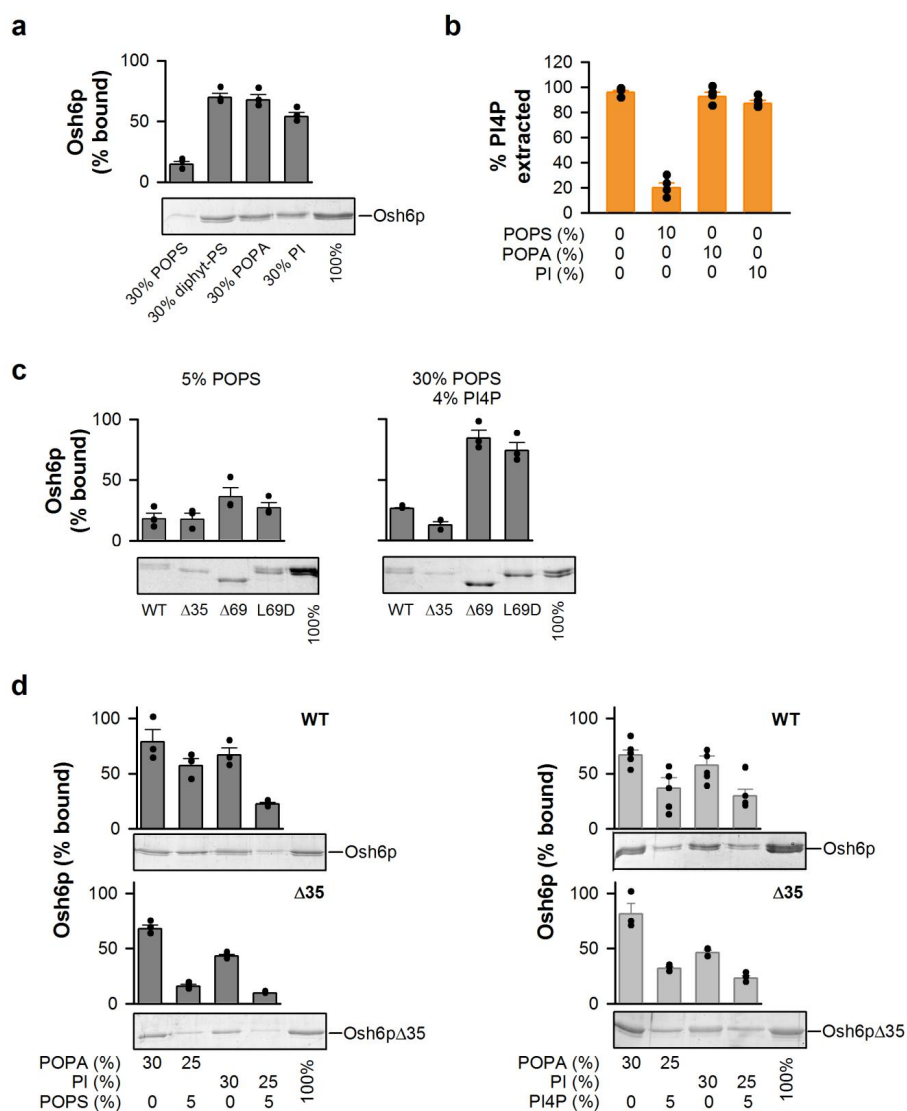 a
Osh6p
(% bound)
100
50
0
Osh6p
30% POPS
30% diphyt-PS
30% POPA
30% PI
100%
b
% PI4P
extracted
120
100
80
60
40
20
0
POPS (%) 0 10 0 0
POPA (%) 0 0 10 0
PI (%) 0 0 0 10
c
5% POPS
Osh6p
(% bound)
100
50
0
WT Δ35 Δ69 L69D 100%
30% POPS
4% PI4P
WT Δ35 Δ69 L69D 100%
d
Osh6p (% bound)
WT
100
50
0
Osh6p
Δ35
100
50
0
Osh6pΔ35
POPA (%) 30 25
PI (%) 30 25
POPS (%) 0 5 0 5
100%
Osh6p (% bound)
WT
100
50
0
Osh6p
Δ35
100
50
0
Osh6pΔ35
POPA (%) 30 25
PI (%) 30 25
PI4P (%) 0 5 0 5
100%